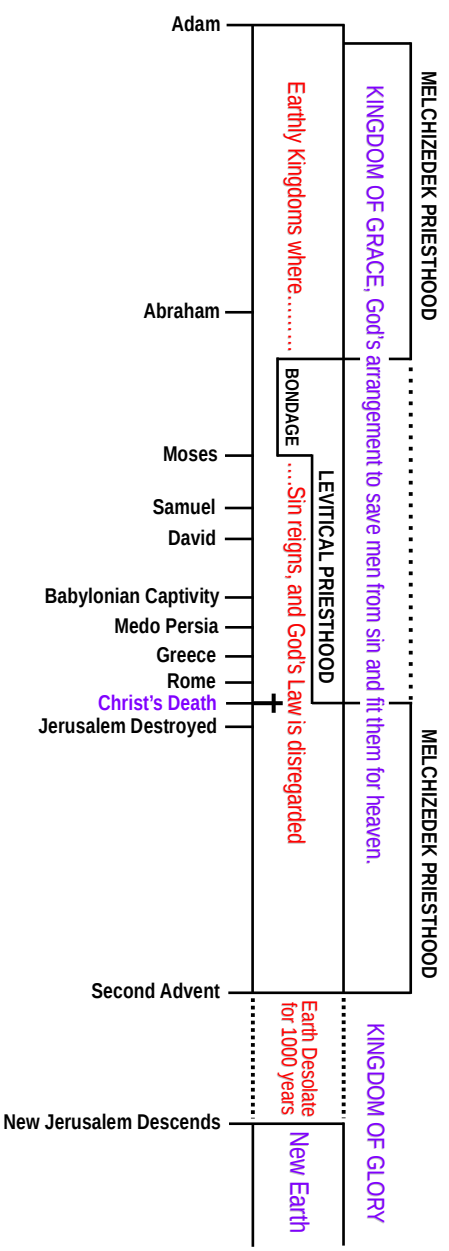 Adam
Abraham
Moses
Samuel
David
Babylonian Captivity
Medo Persia
Greece
Rome
Christ's Death
Jerusalem Destroyed
Second Advent
New Jerusalem Descends
Earthly Kingdoms where.........
BONDAGE
.....Sin reigns, and God's Law is disregarded
LEVITICAL PRIESTHOOD
Earth Desolate
for 1000 years
New Earth
KINGDOM OF GRACE, God's arrangement to save men from sin and fit them for heaven.
KINGDOM OF GLORY
MELCHIZEDEK PRIESTHOOD
MELCHIZEDEK PRIESTHOOD